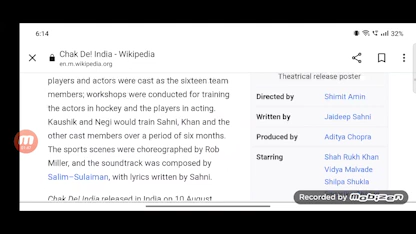 6:14
32%
Chak De! India - Wikipedia
en.m.wikipedia.org
players and actors were cast as the sixteen team
members; workshops were conducted for training
the actors in hockey and the players in acting.
Kaushik and Negi would train Sahni, Khan and
the other cast members over a period of six months.
The sports scenes were choreographed by Rob
Miller, and the soundtrack was composed by
Salim–Sulaiman, with lyrics written by Sahni.
Chak De! India released in India on 10 August
Theatrical release poster
Directed by Shimit Amin
Written by Jaideep Sahni
Produced by Aditya Chopra
Starring Shah Rukh Khan
Vidya Malvade
Shilpa Shukla
Recorded by Mobizen